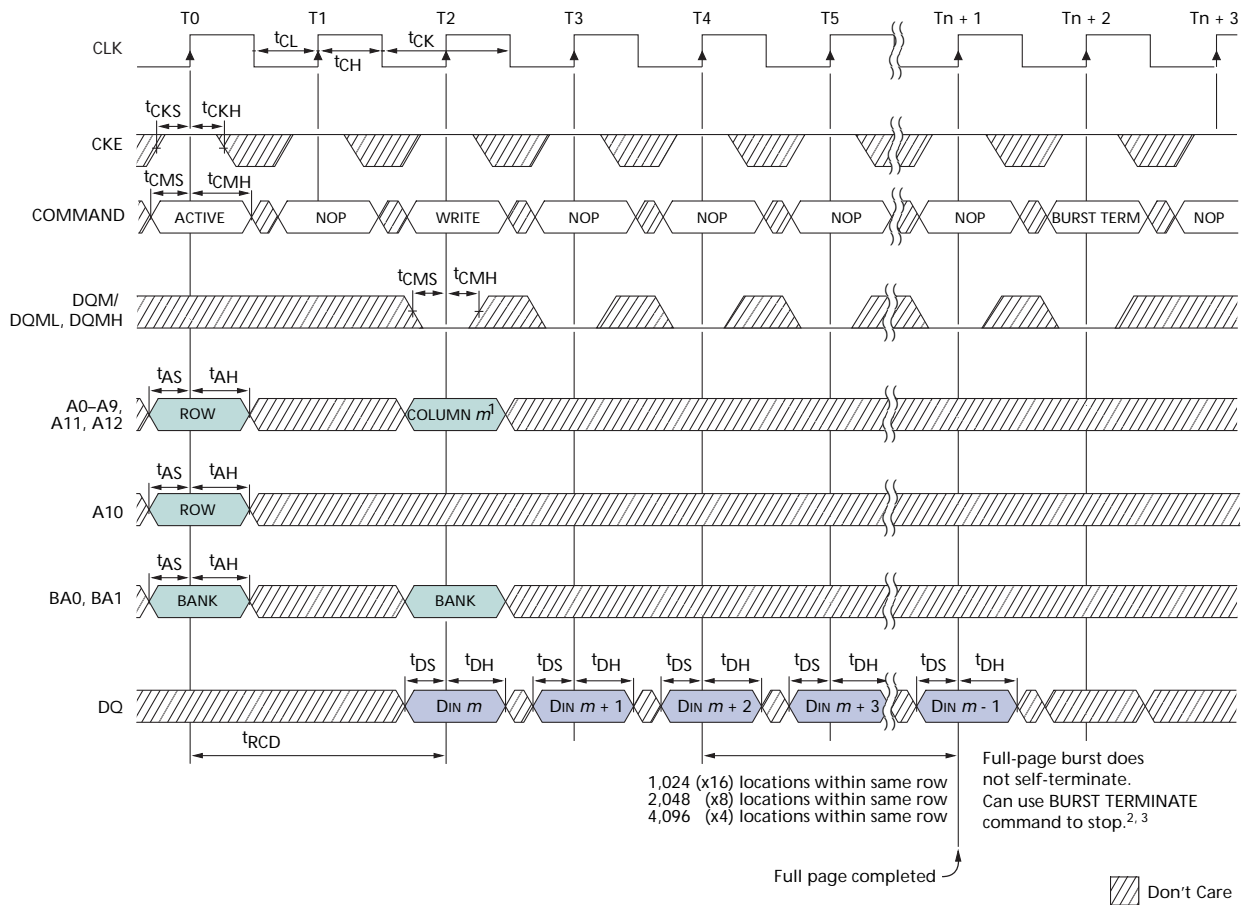 T0 T1 T2 T3 T4 T5 Tn + 1 Tn + 2 Tn + 3
CLK
tCL tCK
tCH
tCKS tCKH
CKE
tCMS tCMH
COMMAND ACTIVE NOP WRITE NOP NOP NOP NOP BURST TERM NOP
tCMS tCMH
DQM/
DQML, DQMH
tAS tAH
A0–A9,
A11, A12
ROW COLUMN m1
tAS tAH
A10 ROW
tAS tAH
BA0, BA1 BANK BANK
tDS tDH tDS tDH tDS tDH tDS tDH tDS tDH
DQ DIN m DIN m + 1 DIN m + 2 DIN m + 3 DIN m - 1
tRCD
1,024 (x16) locations within same row
2,048 (x8) locations within same row
4,096 (x4) locations within same row
Full-page burst does
not self-terminate.
Can use BURST TERMINATE
command to stop.2, 3
Full page completed
Don't Care